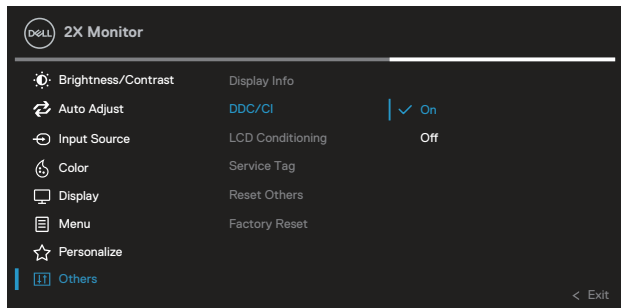 DELL 2X Monitor
Brightness/Contrast
Auto Adjust
Input Source
Color
Display
Menu
Personalize
Others
Display Info
DDC/CI
LCD Conditioning
Service Tag
Reset Others
Factory Reset
On
Off
< Exit